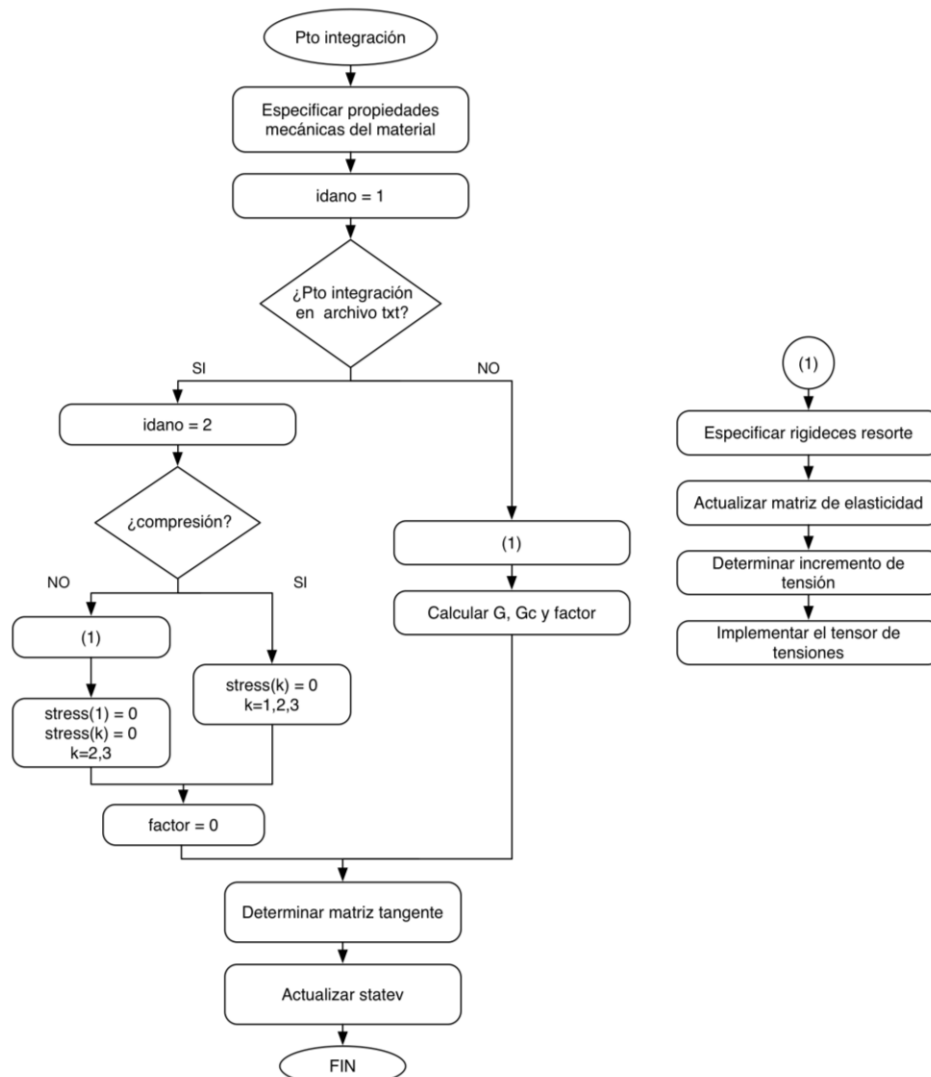 Pto integración
Especificar propiedades
mecánicas del material
idano = 1
¿Pto integración
en archivo txt?
SI
NO
idano = 2
¿compresión?
NO
SI
(1)
stress(1) = 0
stress(k) = 0
k=2,3
stress(k) = 0
k=1,2,3
factor = 0
(1)
Calcular G, Gc y factor
Determinar matriz tangente
Actualizar statev
FIN
(1)
Especificar rigideces resorte
Actualizar matriz de elasticidad
Determinar incremento de
tensión
Implementar el tensor de
tensiones